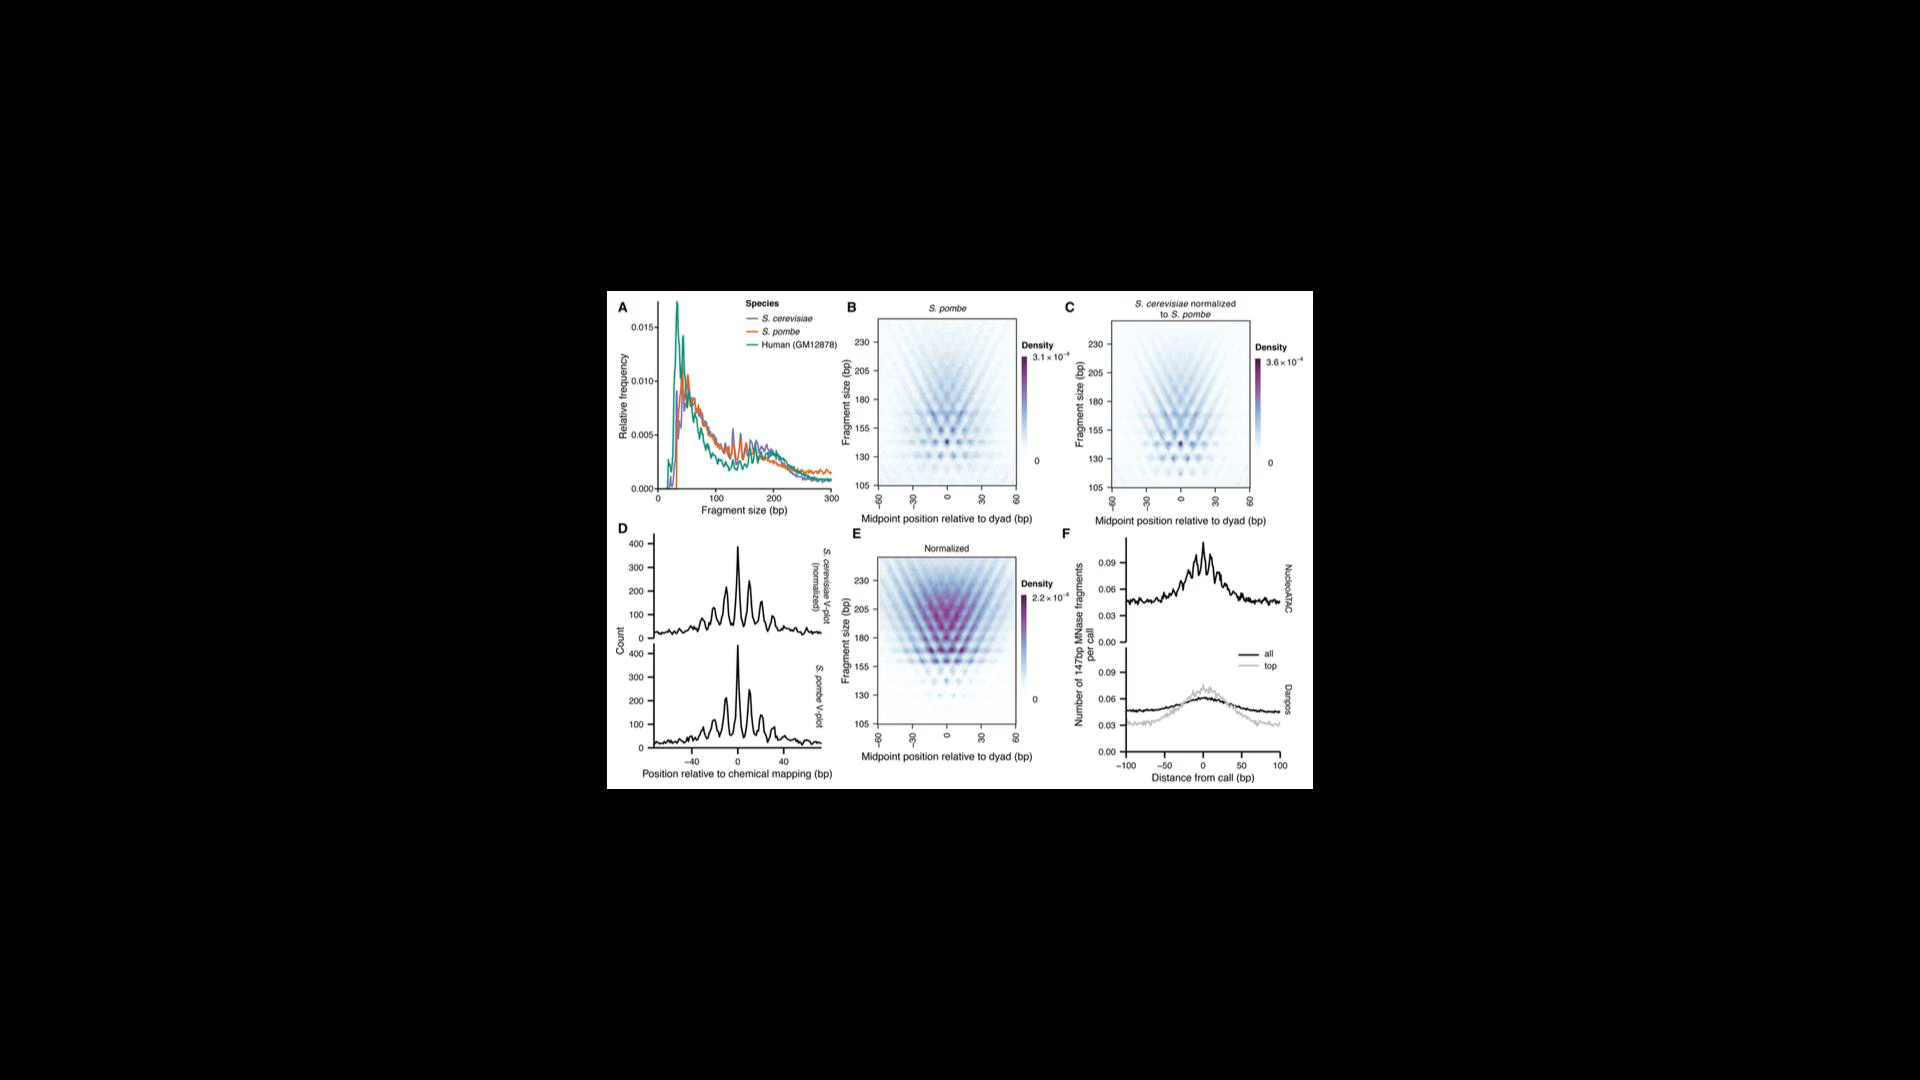 A
Species
S. cerevisiae
S. pombe
Human (GM12878)
0.015
0.010
0.005
0.000
Relative frequency
0 100 200 300
Fragment size (bp)
B
S. pombe
230
205
180
155
130
105
Fragment size (bp)
-60 -30 0 30 60
Midpoint position relative to dyad (bp)
Density
3.1 × 10⁻⁴
0
C
S. cerevisiae normalized
to S. pombe
230
205
180
155
130
105
Fragment size (bp)
-60 -30 0 30 60
Midpoint position relative to dyad (bp)
Density
3.6 × 10⁻⁴
0
D
400
300
200
100
0
S. cerevisiae V-plot
(normalized)
Count
400
300
200
100
0
S. pombe V-plot
−40 0 40
Position relative to chemical mapping (bp)
E
Normalized
230
205
180
155
130
105
Fragment size (bp)
-60 -30 0 30 60
Midpoint position relative to dyad (bp)
Density
2.2 × 10⁻⁴
0
F
0.09
0.06
0.03
0.00
NucleoATAC
Number of 147bp MNase fragments
per call
all
top
0.09
0.06
0.03
0.00
Danpos
−100 −50 0 50 100
Distance from call (bp)